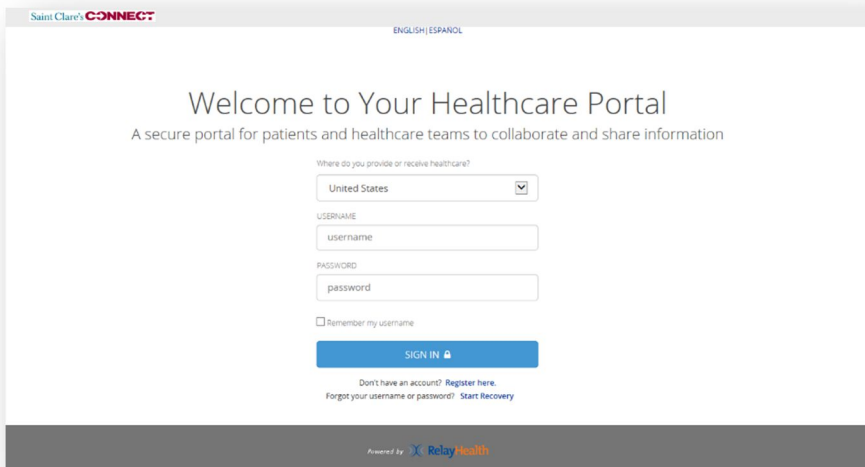 Saint Clare's CONNECT
ENGLISH | ESPAÑOL
Welcome to Your Healthcare Portal
A secure portal for patients and healthcare teams to collaborate and share information
Where do you provide or receive healthcare?
United States
USERNAME
username
PASSWORD
password
Remember my username
SIGN IN
Don't have an account? Register here.
Forgot your username or password? Start Recovery
Powered by RelayHealth